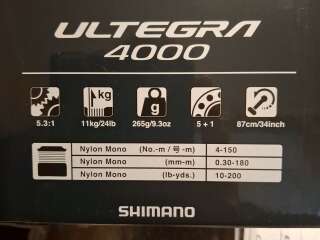 ULTEGRA
4000
kg
g
5.3:1 11kg/24lb 265g/9.3oz 5 + 1 87cm/34inch
Nylon Mono (No.-m / 号-m) 4-150
Nylon Mono (mm-m) 0.30-180
Nylon Mono (lb-yds.) 10-200
SHIMANO